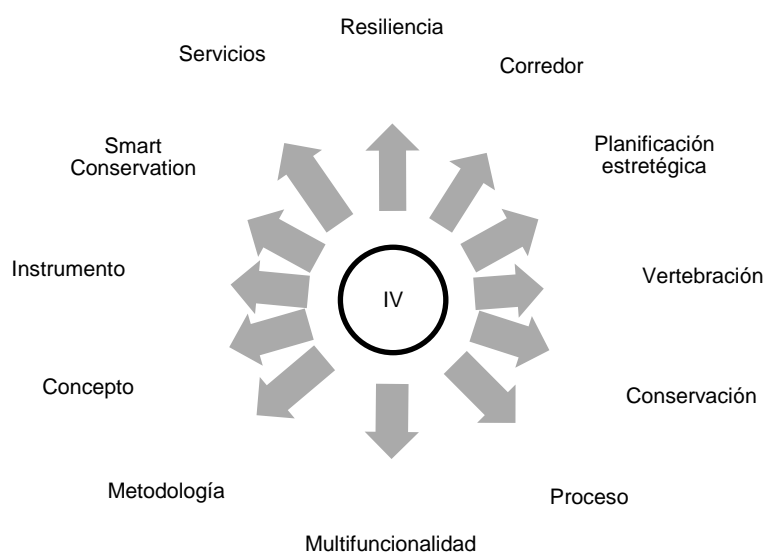 Resiliencia
Servicios
Corredor
Smart
Conservation
Planificación
estretégica
Instrumento
IV
Vertebración
Concepto
Conservación
Metodología
Proceso
Multifuncionalidad